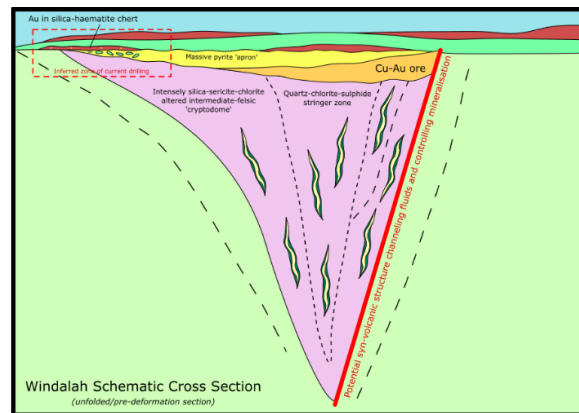 Au in silica-haematite chert
Inferred zone of current drilling
Massive pyrite 'apron'
Cu-Au ore
Intensely silica-sericite-chlorite
altered intermediate-felsic
'cryptodome'
Quartz-chlorite-sulphide
stringer zone
Potential syn-volcanic structure channeling fluids and controlling mineralisation
Windalah Schematic Cross Section
(unfolded/pre-deformation section)